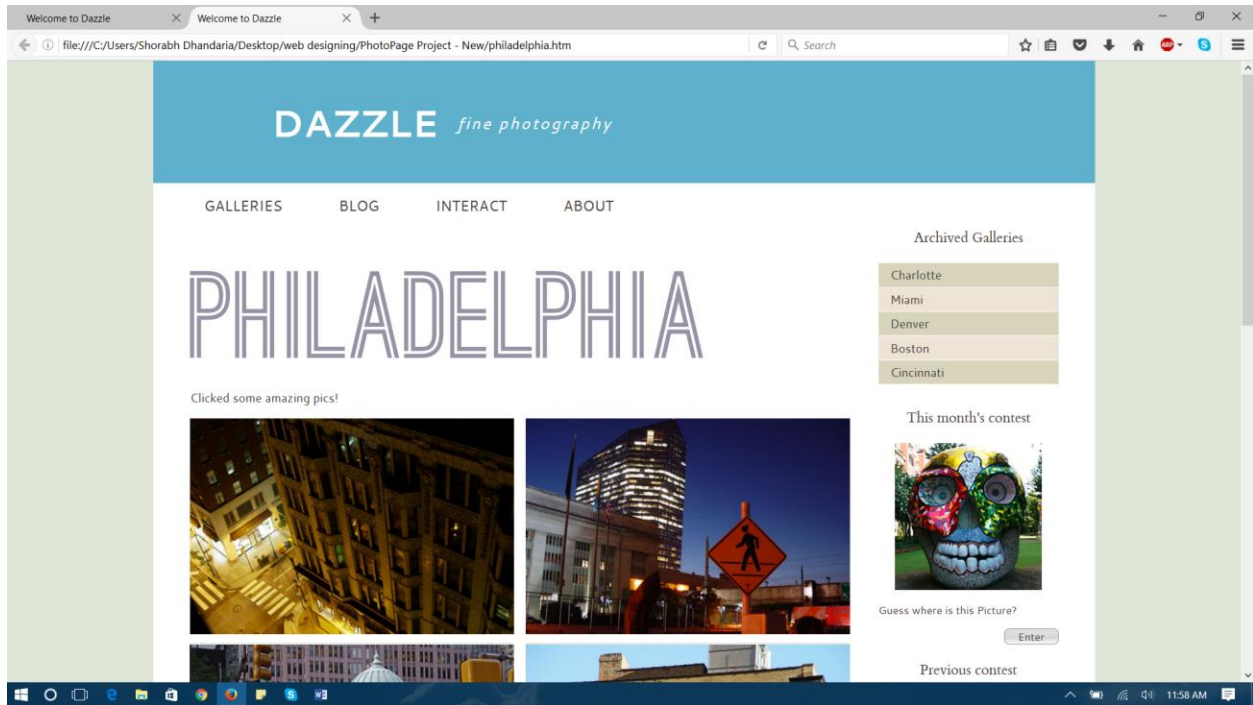 Welcome to Dazzle
Welcome to Dazzle
file:///C:/Users/Shorabh Dhandaria/Desktop/web designing/PhotoPage Project - New/philadelphia.htm
Search
ABP
DAZZLE fine photography
GALLERIES BLOG INTERACT ABOUT
PHILADELPHIA
Clicked some amazing pics!
Archived Galleries
Charlotte
Miami
Denver
Boston
Cincinnati
This month's contest
Guess where is this Picture?
Enter
Previous contest
11:58 AM